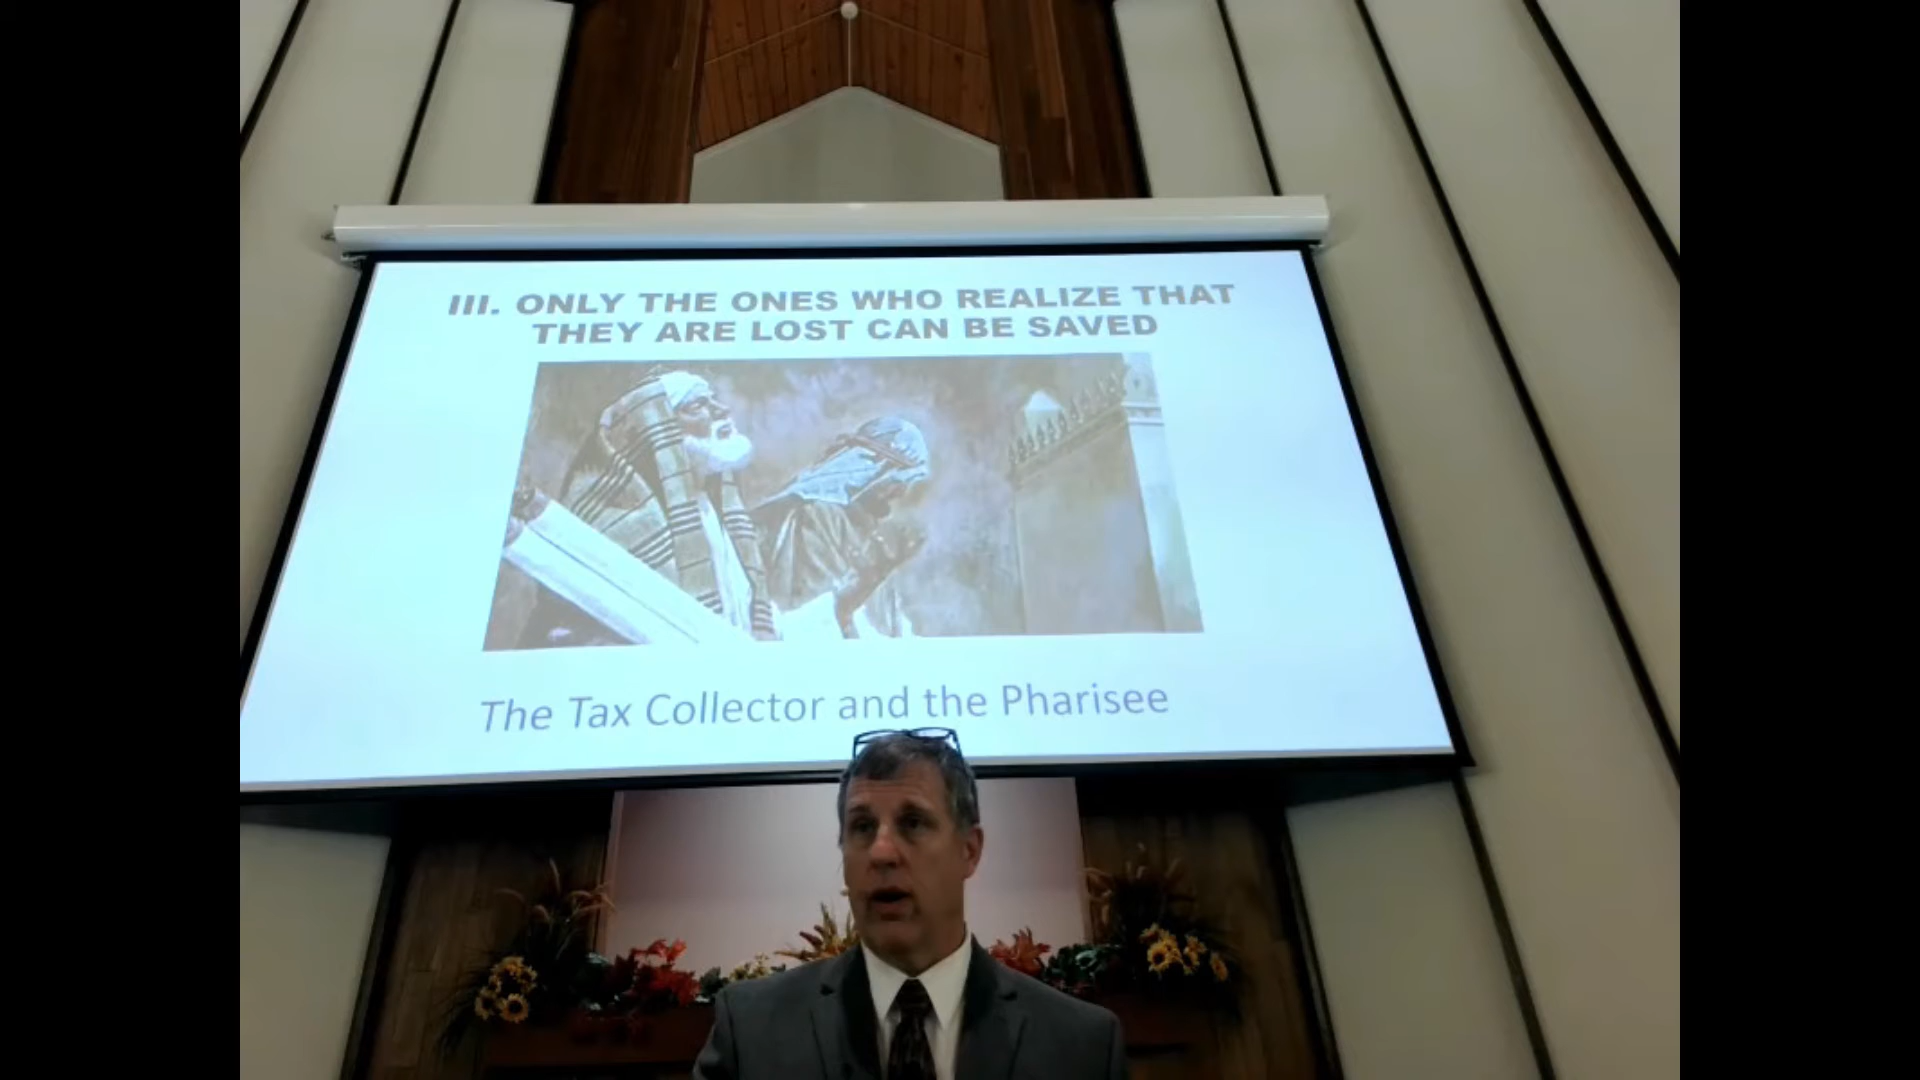 III. ONLY THE ONES WHO REALIZE THAT
THEY ARE LOST CAN BE SAVED
The Tax Collector and the Pharisee